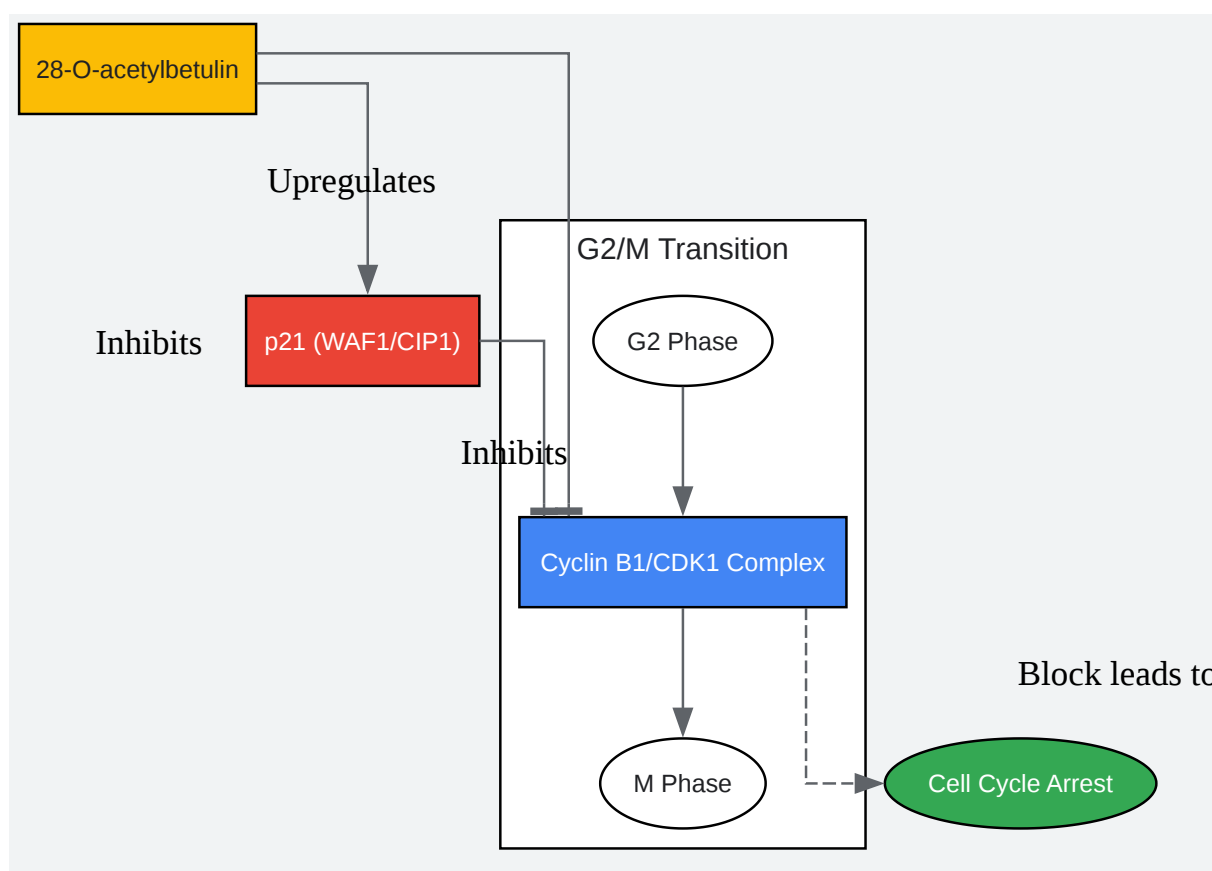 28-O-acetylbetulin
Upregulates
G2/M Transition
Inhibits
p21 (WAF1/CIP1)
G2 Phase
Inhibits
Cyclin B1/CDK1 Complex
Block leads to
M Phase
Cell Cycle Arrest